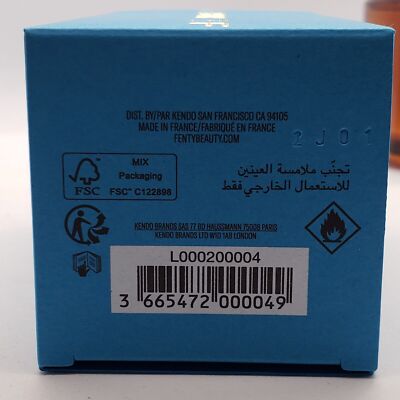 DIST. BY/PAR KENDO SAN FRANCISCO CA 94105
MADE IN FRANCE/FABRIQUÉ EN FRANCE
FENTYBEAUTY.COM
2J01
MIX
Packaging
FSC™ C122898
FSC
تجنّب ملامسة العينين
للاستعمال الخارجي فقط
KENDO BRANDS SAS 77 BD HAUSSMANN 75008 PARIS
KENDO BRANDS LTD W1D 1AB LONDON
L000200004
3 665472 000049